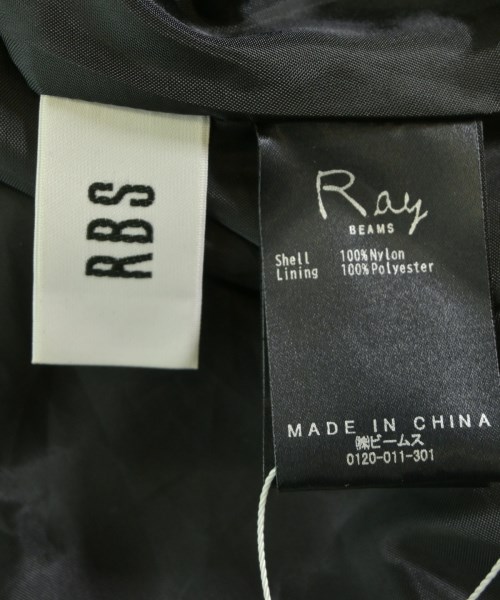 RBS
Ray
BEAMS
Shell 100%Nylon
Lining 100%Polyester
MADE IN CHINA
㈱ビームス
0120-011-301